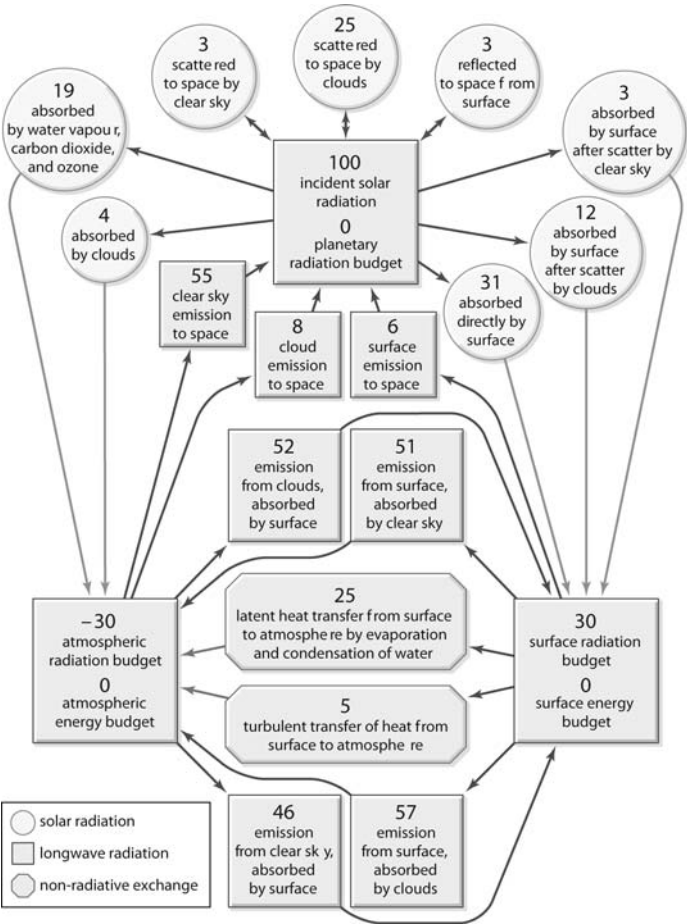 3
scatte red
to space by
clear sky
25
scatte red
to space by
clouds
3
reflected
to space f rom
surface
19
absorbed
by water vapou r,
carbon dioxide,
and ozone
3
absorbed
by surface
after scatter by
clear sky
100
incident solar
radiation
0
planetary
radiation budget
4
absorbed
by clouds
12
absorbed
by surface
after scatter
by clouds
55
clear sky
emission
to space
31
absorbed
directly by
surface
8
cloud
emission
to space
6
surface
emission
to space
52
emission
from clouds,
absorbed
by surface
51
emission
from surface,
absorbed
by clear sky
25
latent heat transfer from surface
to atmosphe re by evaporation
and condensation of water
–30
atmospheric
radiation budget
0
atmospheric
energy budget
30
surface radiation
budget
0
surface energy
budget
5
turbulent transfer of heat from
surface to atmosphe re
46
emission
from clear sk y,
absorbed
by surface
57
emission
from surface,
absorbed
by clouds
solar radiation
longwave radiation
non-radiative exchange